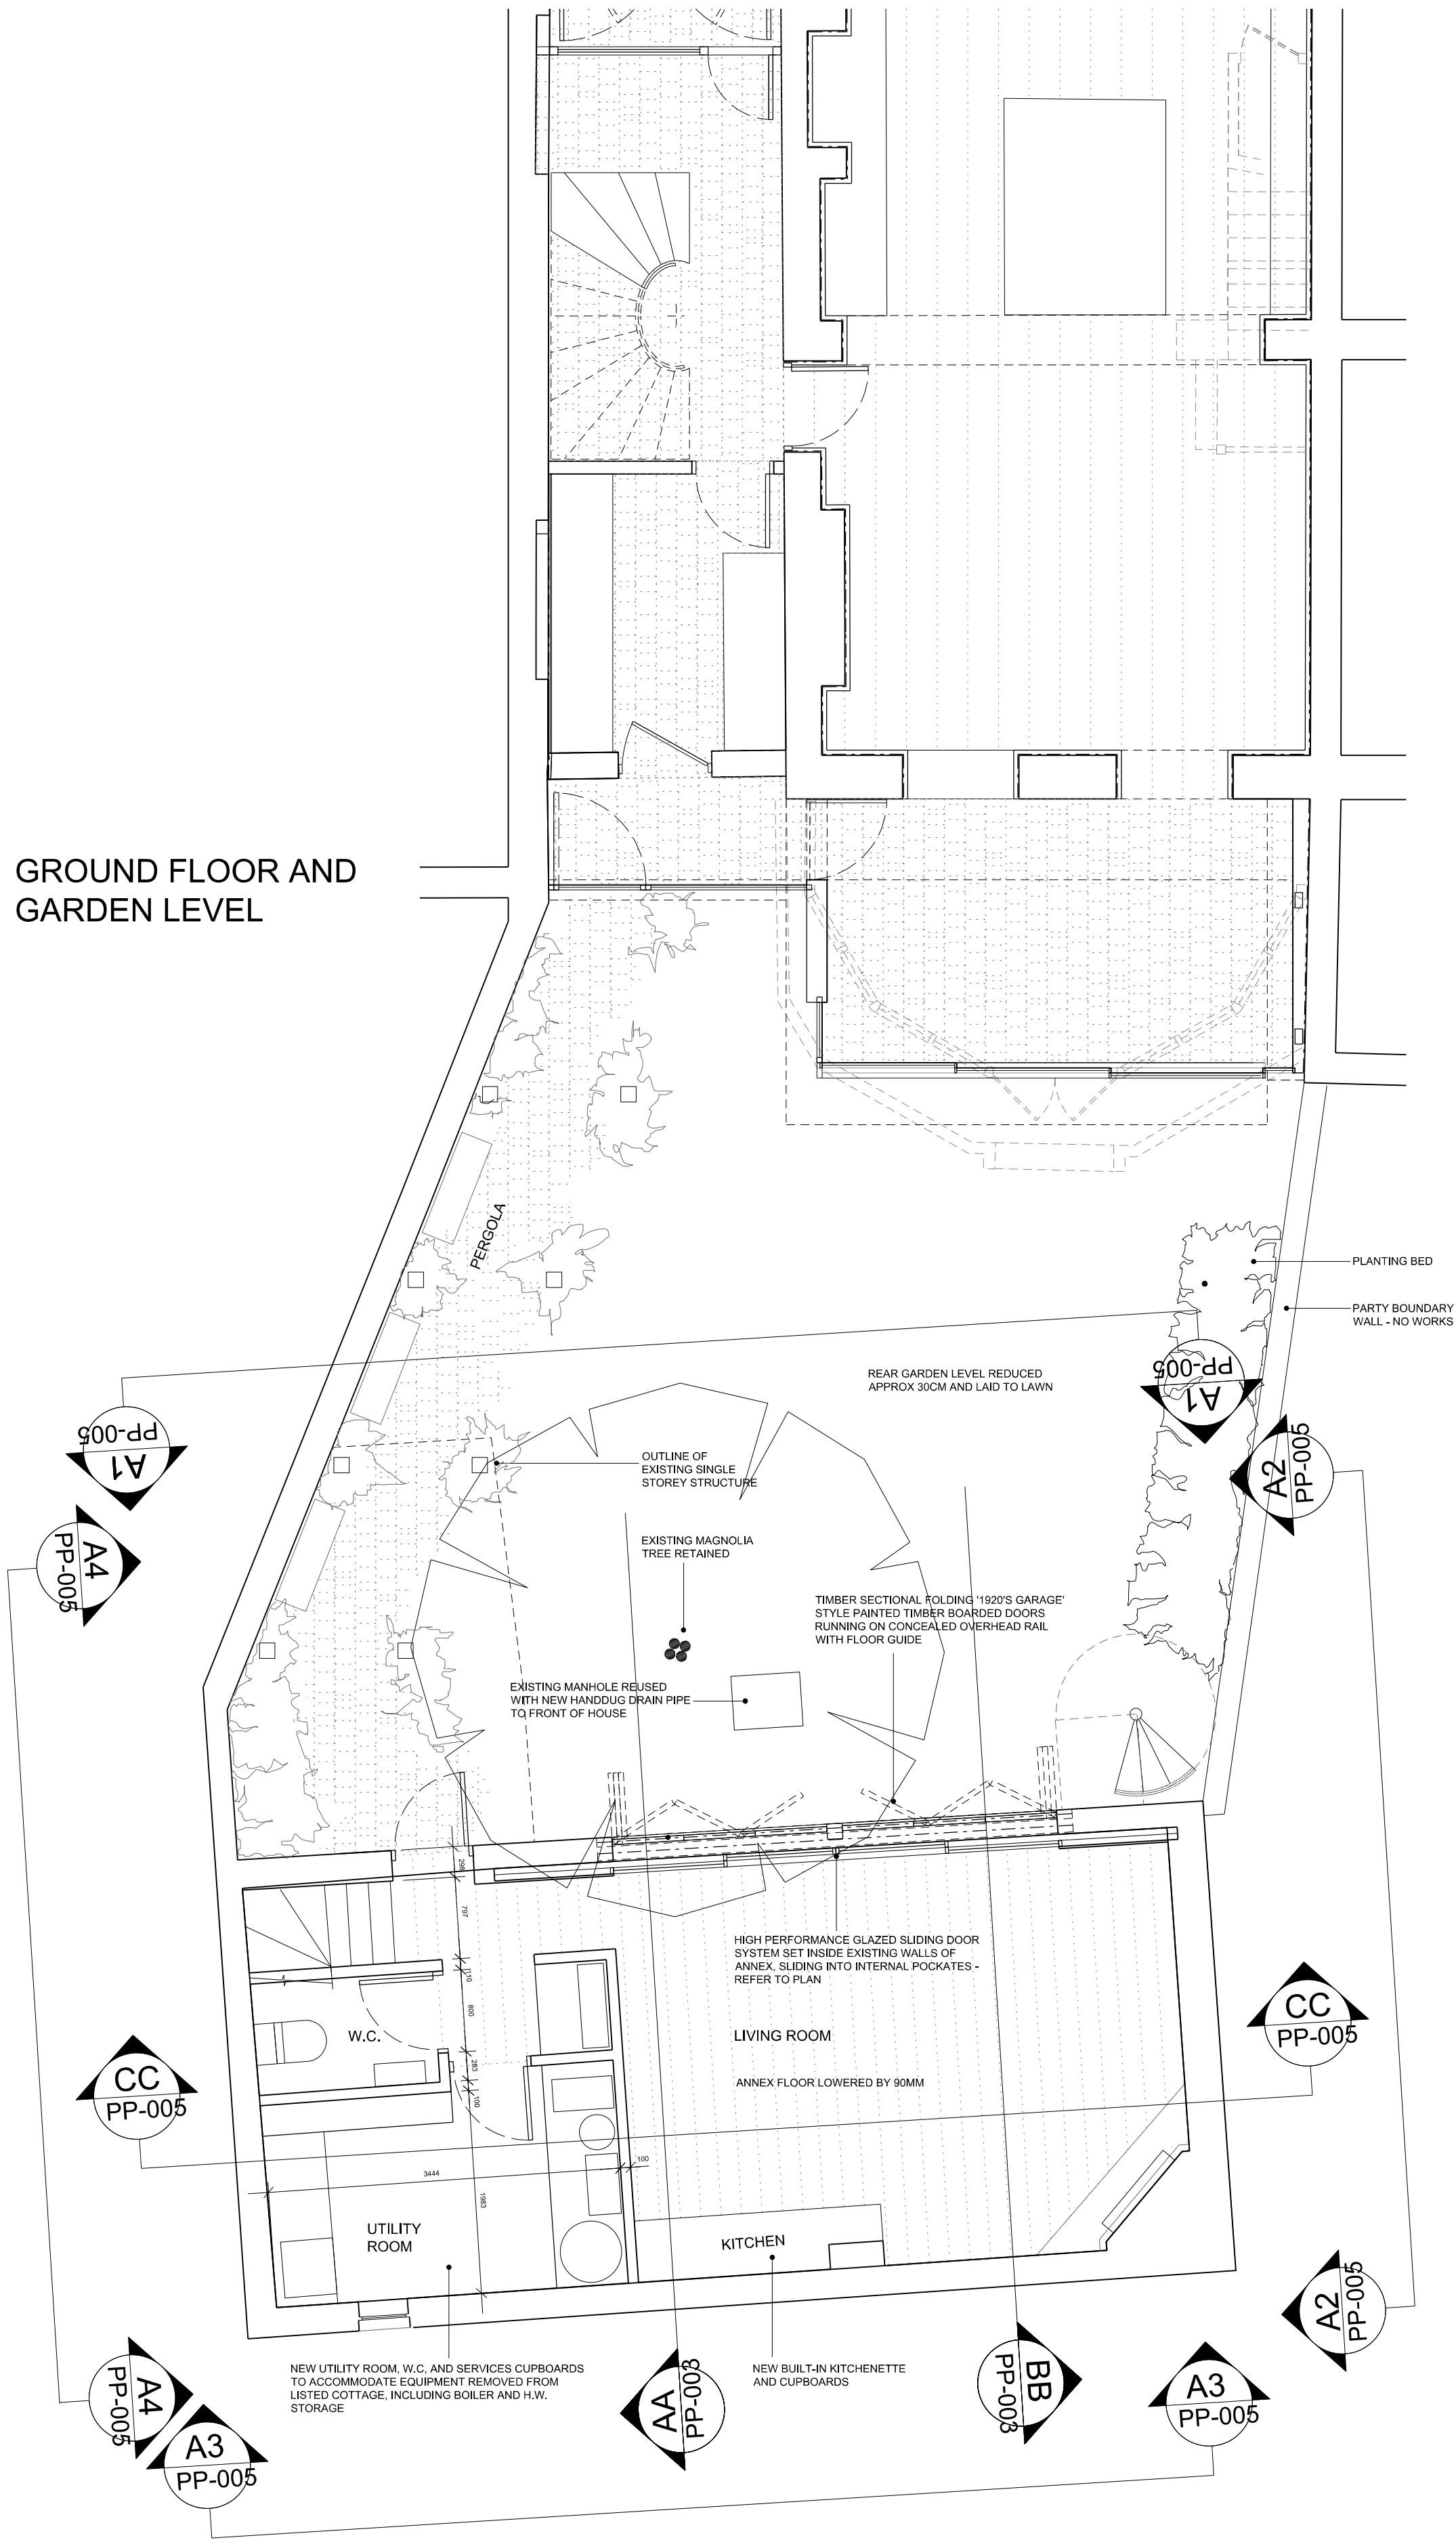 GROUND FLOOR AND
GARDEN LEVEL
PERGOLA
PLANTING BED
PARTY BOUNDARY
WALL - NO WORKS
REAR GARDEN LEVEL REDUCED
APPROX 30CM AND LAID TO LAWN
A1
PP-005
A1
PP-005
A2
PP-005
A4
PP-005
OUTLINE OF
EXISTING SINGLE
STOREY STRUCTURE
EXISTING MAGNOLIA
TREE RETAINED
TIMBER SECTIONAL FOLDING '1920'S GARAGE'
STYLE PAINTED TIMBER BOARDED DOORS
RUNNING ON CONCEALED OVERHEAD RAIL
WITH FLOOR GUIDE
EXISTING MANHOLE REUSED
WITH NEW HANDDUG DRAIN PIPE
TO FRONT OF HOUSE
298
797
110
800
283
100
HIGH PERFORMANCE GLAZED SLIDING DOOR
SYSTEM SET INSIDE EXISTING WALLS OF
ANNEX, SLIDING INTO INTERNAL POCKATES -
REFER TO PLAN
W.C.
LIVING ROOM
ANNEX FLOOR LOWERED BY 90MM
CC
PP-005
CC
PP-005
3444
100
1983
UTILITY
ROOM
KITCHEN
NEW UTILITY ROOM, W.C, AND SERVICES CUPBOARDS
TO ACCOMMODATE EQUIPMENT REMOVED FROM
LISTED COTTAGE, INCLUDING BOILER AND H.W.
STORAGE
NEW BUILT-IN KITCHENETTE
AND CUPBOARDS
A4
PP-005
A3
PP-005
AA
PP-003
BB
PP-003
A3
PP-005
A2
PP-005